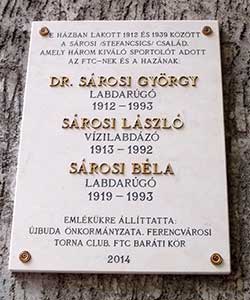 E HÁZBAN LAKOTT 1912 ÉS 1939 KÖZÖTT
A SÁROSI /STEFANCSICS/ CSALÁD,
AMELY HÁROM KIVÁLÓ SPORTOLÓT ADOTT
AZ FTC-NEK ÉS A HAZÁNAK:
DR. SÁROSI GYÖRGY
LABDARÚGÓ
1912 – 1993
SÁROSI LÁSZLÓ
VÍZILABDÁZÓ
1913 – 1992
SÁROSI BÉLA
LABDARÚGÓ
1919 – 1993
EMLÉKÜKRE ÁLLÍTTATTA:
ÚJBUDA ÖNKORMÁNYZATA, FERENCVÁROSI
TORNA CLUB, FTC BARÁTI KÖR
2014